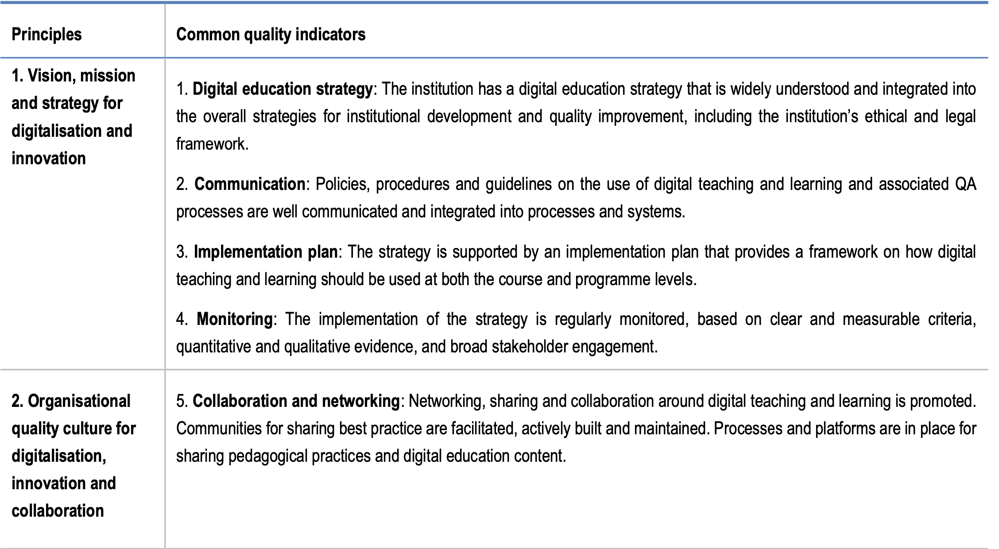 Principles
Common quality indicators
1. Vision, mission
and strategy for
digitalisation and
innovation
1. Digital education strategy: The institution has a digital education strategy that is widely understood and integrated into
the overall strategies for institutional development and quality improvement, including the institution’s ethical and legal
framework.
2. Communication: Policies, procedures and guidelines on the use of digital teaching and learning and associated QA
processes are well communicated and integrated into processes and systems.
3. Implementation plan: The strategy is supported by an implementation plan that provides a framework on how digital
teaching and learning should be used at both the course and programme levels.
4. Monitoring: The implementation of the strategy is regularly monitored, based on clear and measurable criteria,
quantitative and qualitative evidence, and broad stakeholder engagement.
2. Organisational
quality culture for
digitalisation,
innovation and
collaboration
5. Collaboration and networking: Networking, sharing and collaboration around digital teaching and learning is promoted.
Communities for sharing best practice are facilitated, actively built and maintained. Processes and platforms are in place for
sharing pedagogical practices and digital education content.